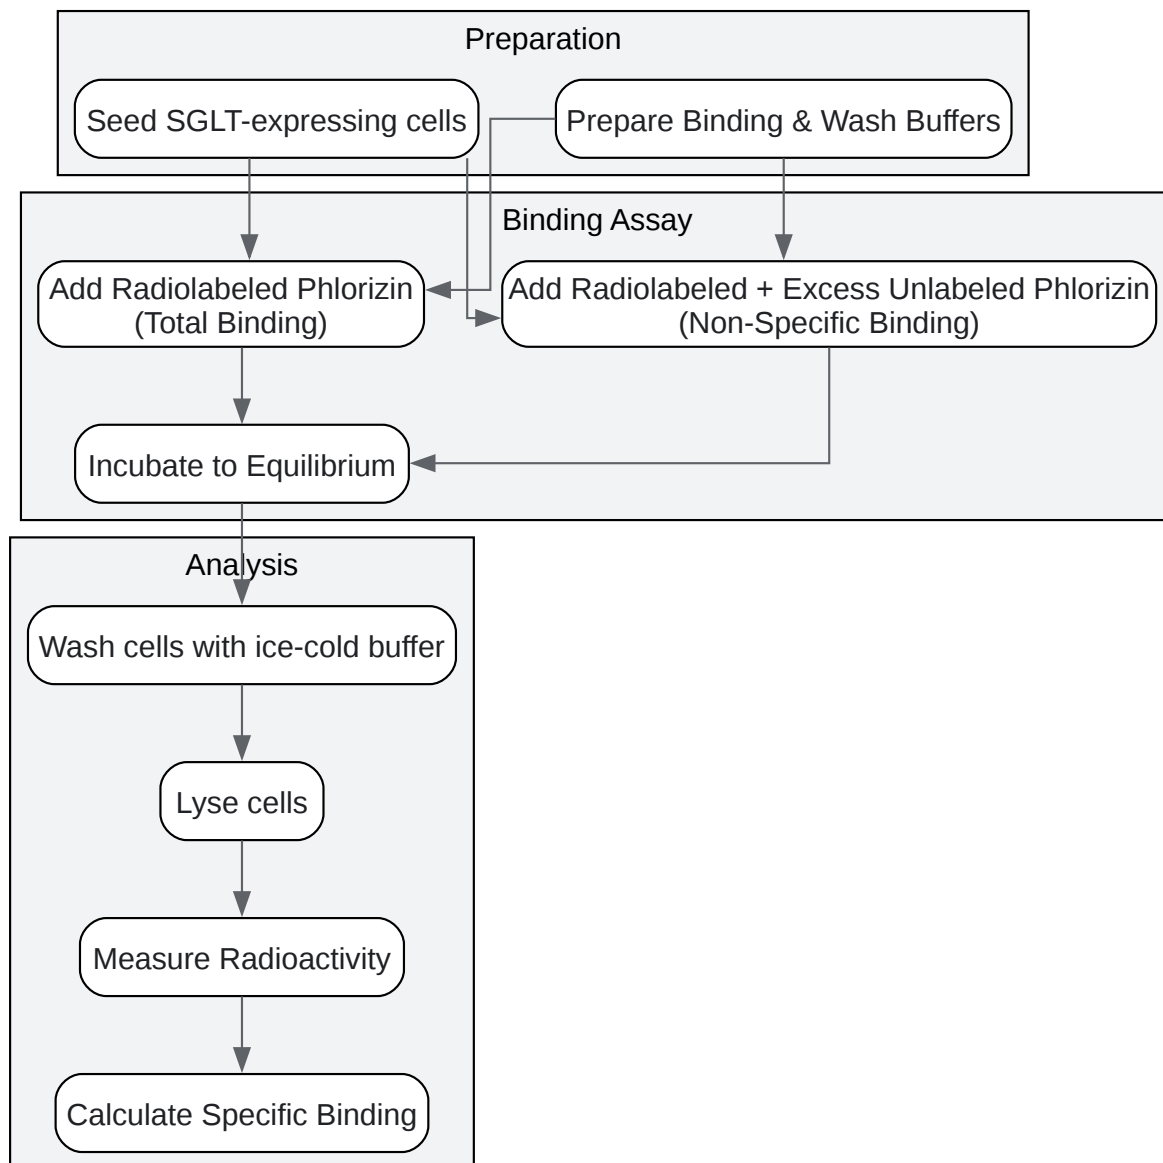 Preparation
Seed SGLT-expressing cells
Prepare Binding & Wash Buffers
Binding Assay
Add Radiolabeled Phlorizin
(Total Binding)
Add Radiolabeled + Excess Unlabeled Phlorizin
(Non-Specific Binding)
Incubate to Equilibrium
Analysis
Wash cells with ice-cold buffer
Lyse cells
Measure Radioactivity
Calculate Specific Binding